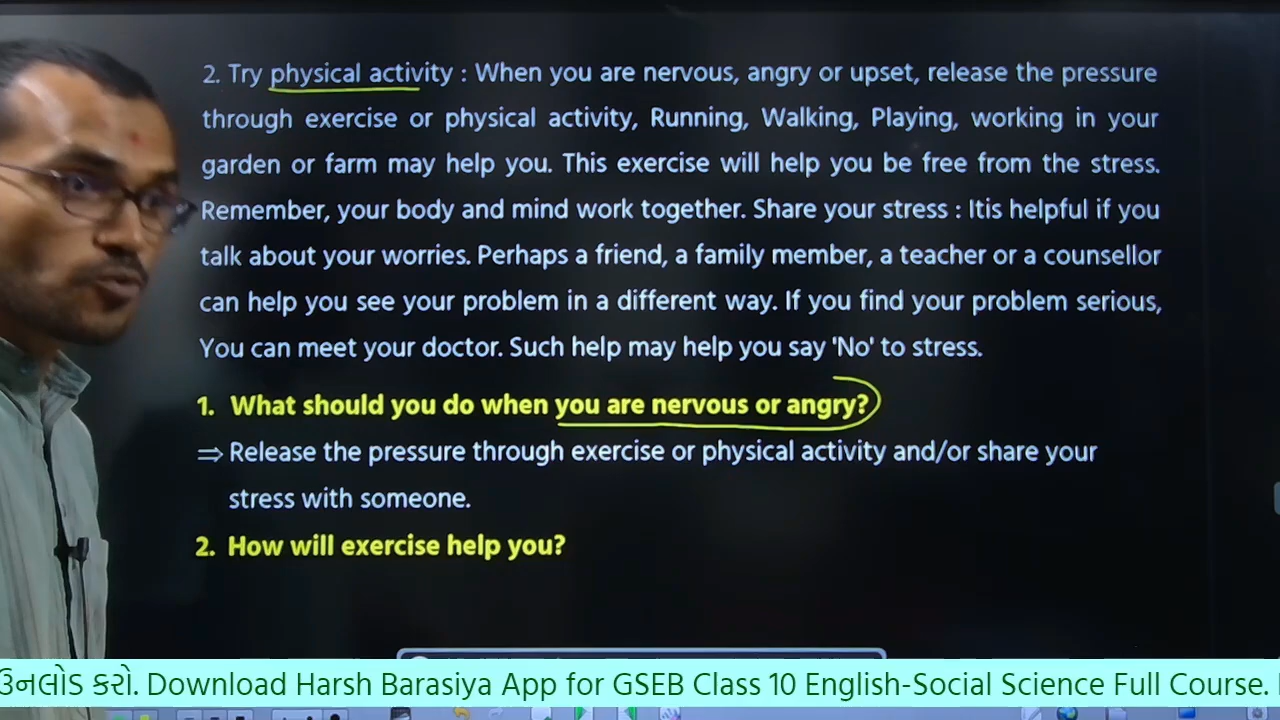 2. Try physical activity : When you are nervous, angry or upset, release the pressure
through exercise or physical activity, Running, Walking, Playing, working in your
garden or farm may help you. This exercise will help you be free from the stress.
Remember, your body and mind work together. Share your stress : Itis helpful if you
talk about your worries. Perhaps a friend, a family member, a teacher or a counsellor
can help you see your problem in a different way. If you find your problem serious,
You can meet your doctor. Such help may help you say 'No' to stress.
1. What should you do when you are nervous or angry?
⇒ Release the pressure through exercise or physical activity and/or share your
stress with someone.
2. How will exercise help you?
ઉનલોડ કરો. Download Harsh Barasiya App for GSEB Class 10 English-Social Science Full Course.